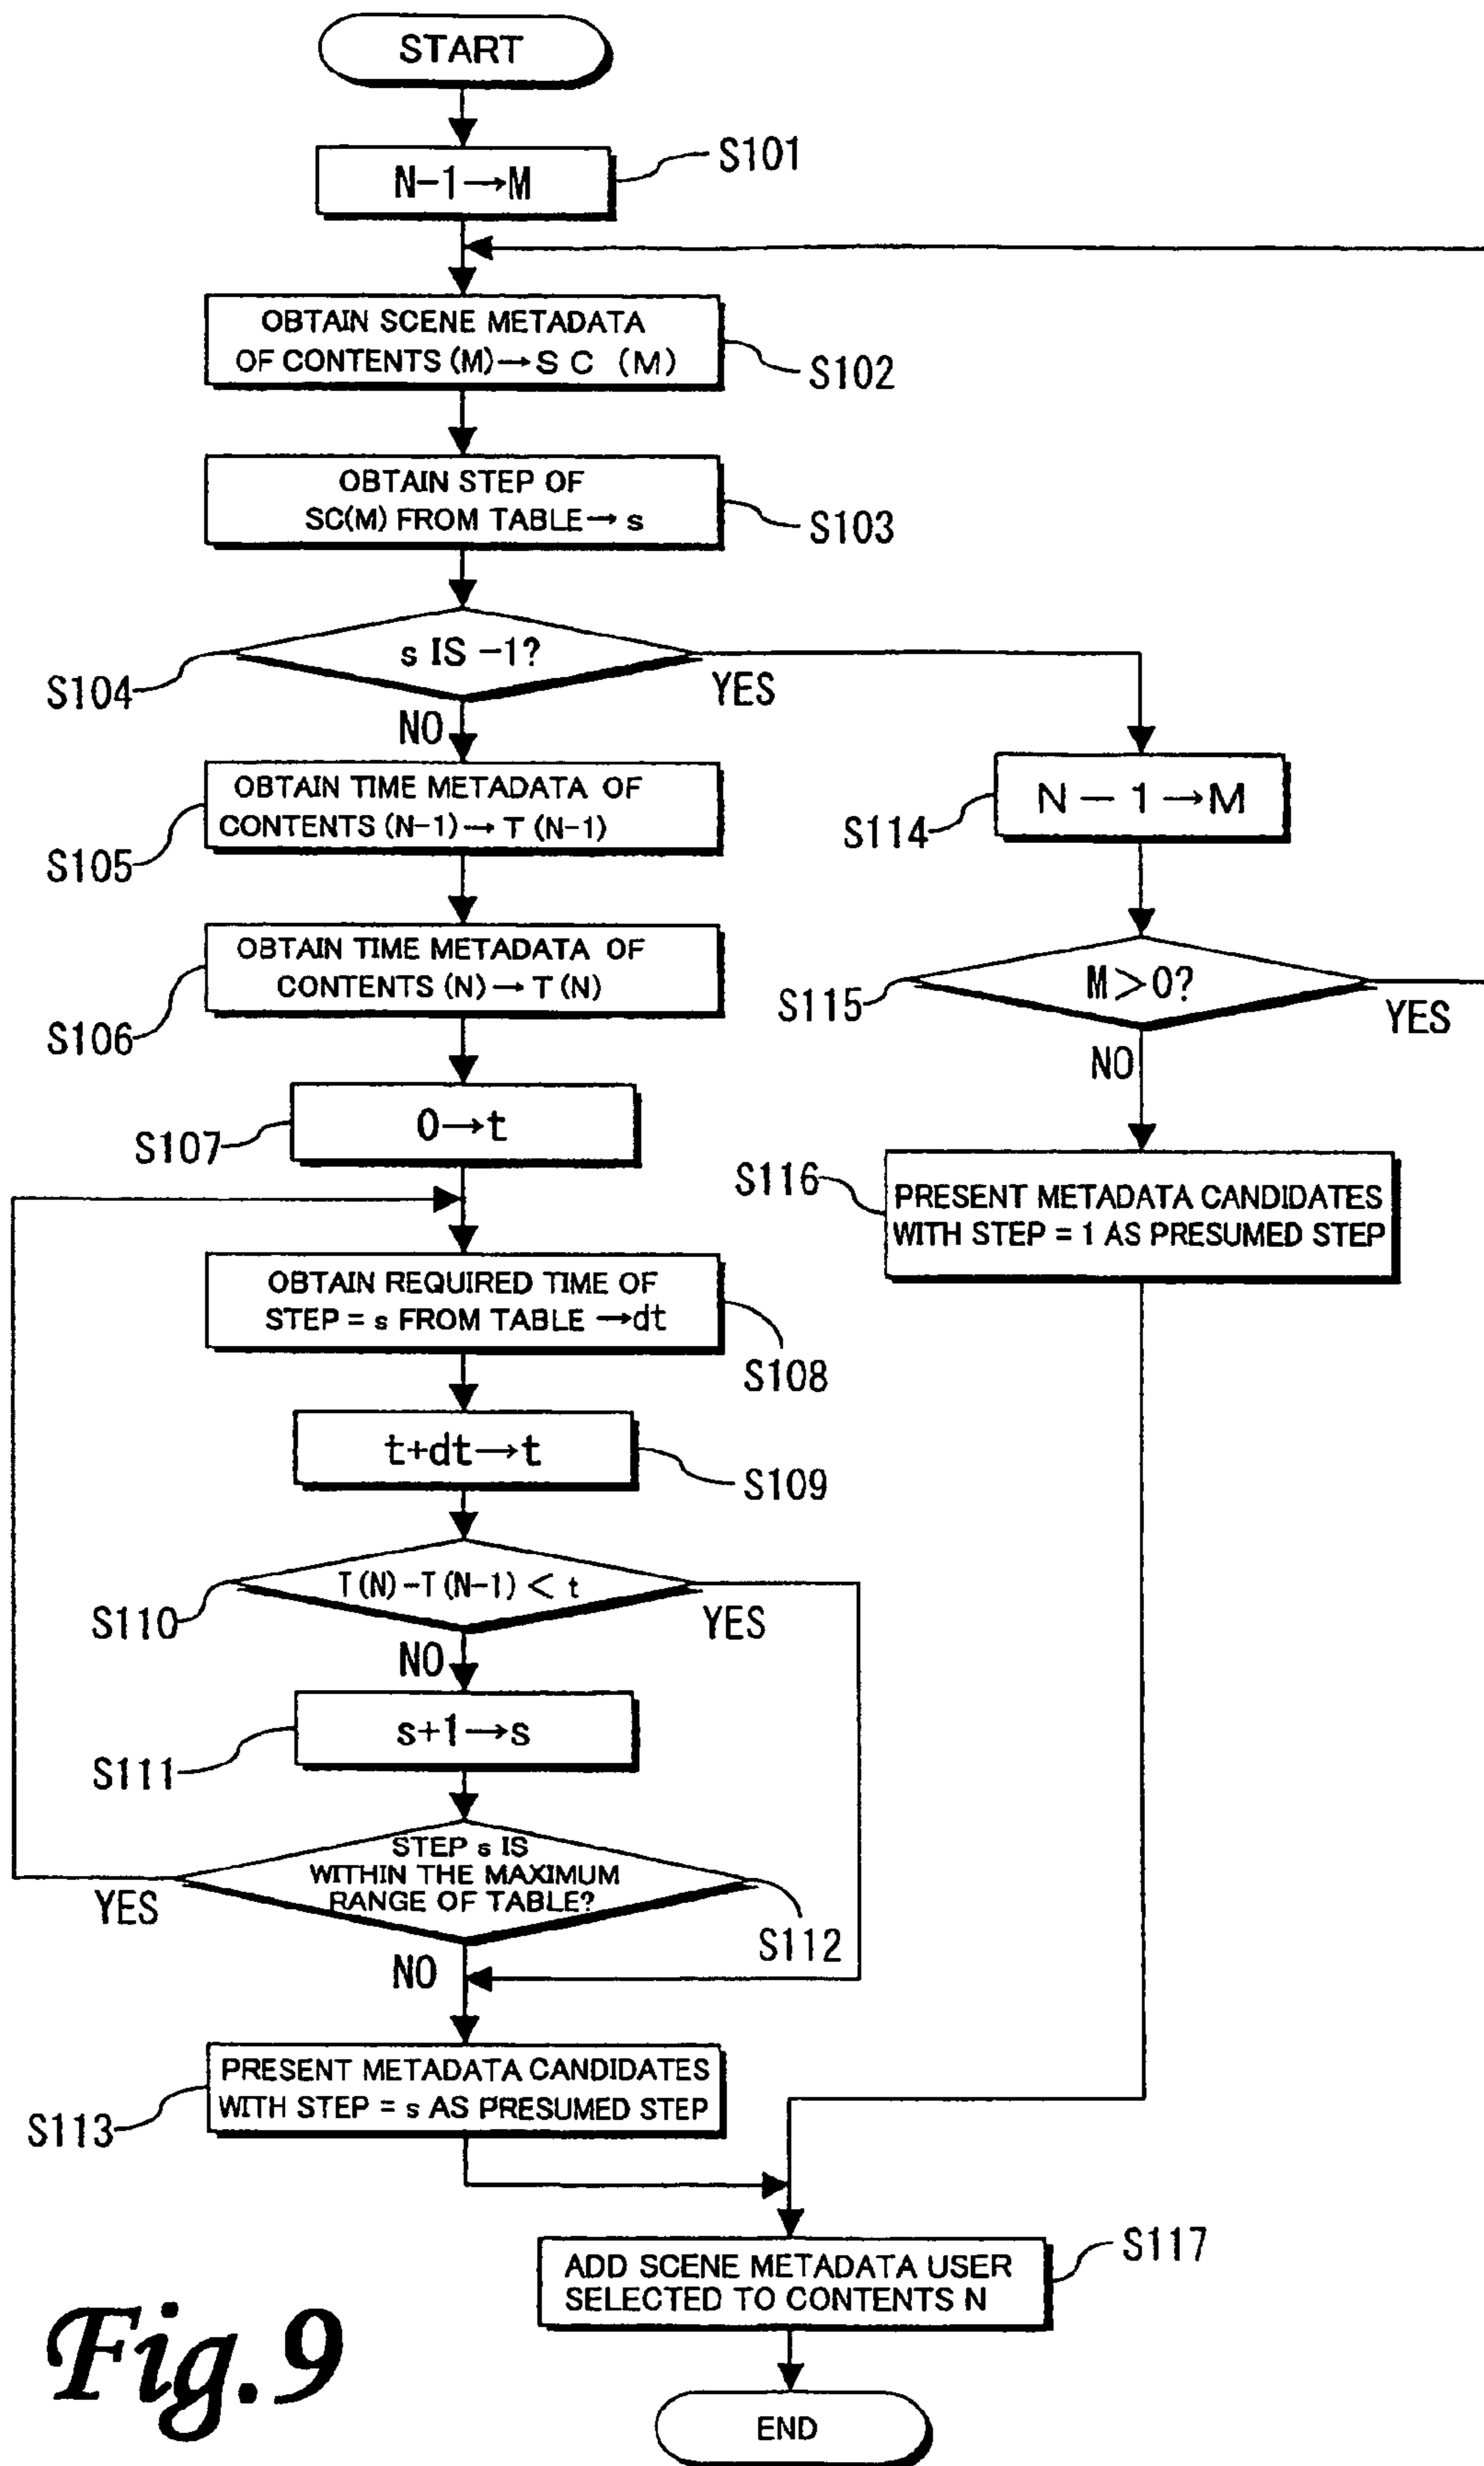 START
N-1→M
S101
OBTAIN SCENE METADATA
OF CONTENTS (M)→S C (M)
S102
OBTAIN STEP OF
SC(M) FROM TABLE→ s
S103
s IS -1?
S104
YES
NO
OBTAIN TIME METADATA OF
CONTENTS (N-1)→ T (N-1)
S105
N − 1 →M
S114
OBTAIN TIME METADATA OF
CONTENTS (N)→ T (N)
S106
M>0?
S115
YES
NO
0→t
S107
PRESENT METADATA CANDIDATES
WITH STEP = 1 AS PRESUMED STEP
S116
OBTAIN REQUIRED TIME OF
STEP = s FROM TABLE →dt
S108
t+dt→t
S109
T (N) -T (N-1) < t
S110
YES
NO
s+1→s
S111
STEP s IS
WITHIN THE MAXIMUM
RANGE OF TABLE?
YES
S112
NO
PRESENT METADATA CANDIDATES
WITH STEP = s AS PRESUMED STEP
S113
ADD SCENE METADATA USER
SELECTED TO CONTENTS N
S117
END
Fig.9